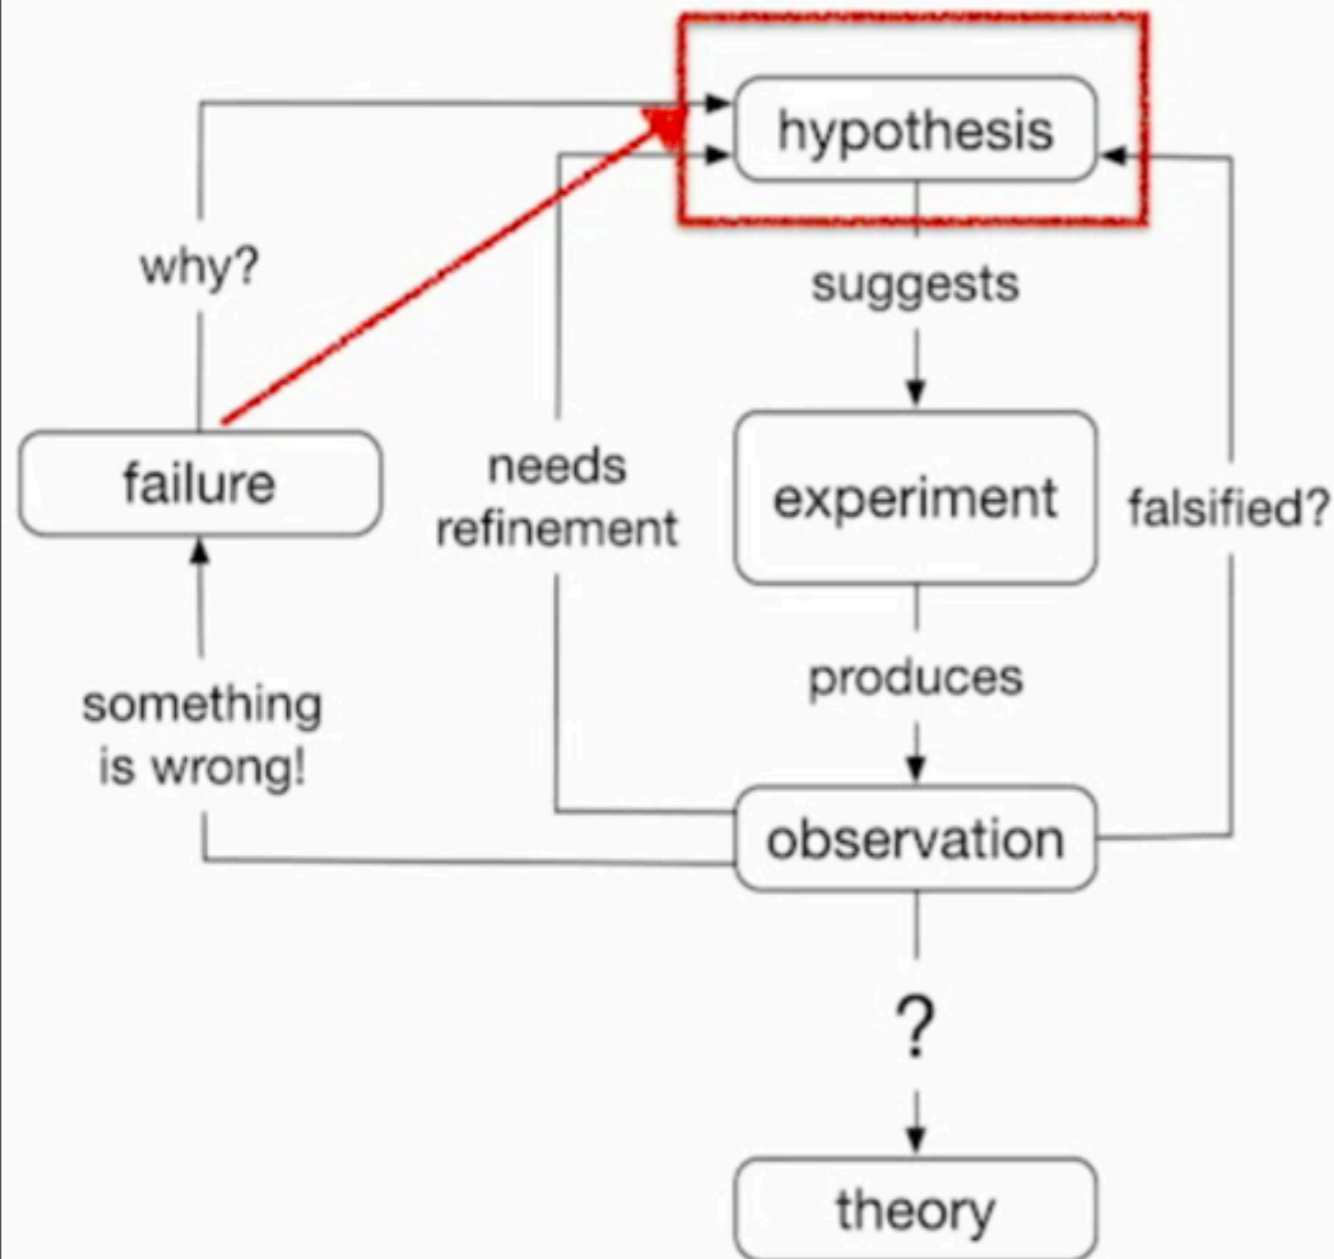 hypothesis
why?
suggests
failure
needs
refinement
experiment
falsified?
produces
something
is wrong!
observation
?
theory